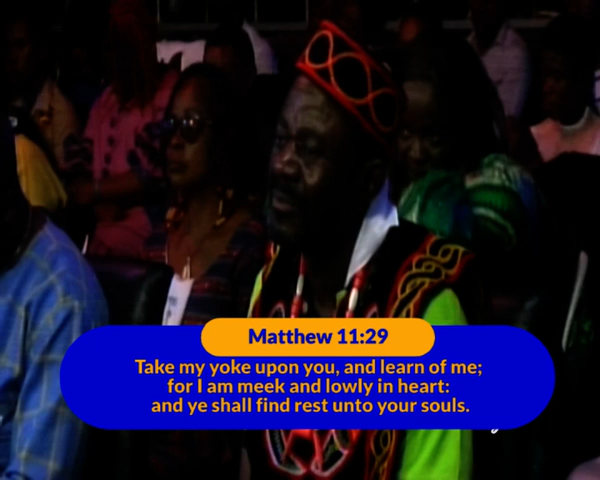 Matthew 11:29
Take my yoke upon you, and learn of me;
for I am meek and lowly in heart:
and ye shall find rest unto your souls.